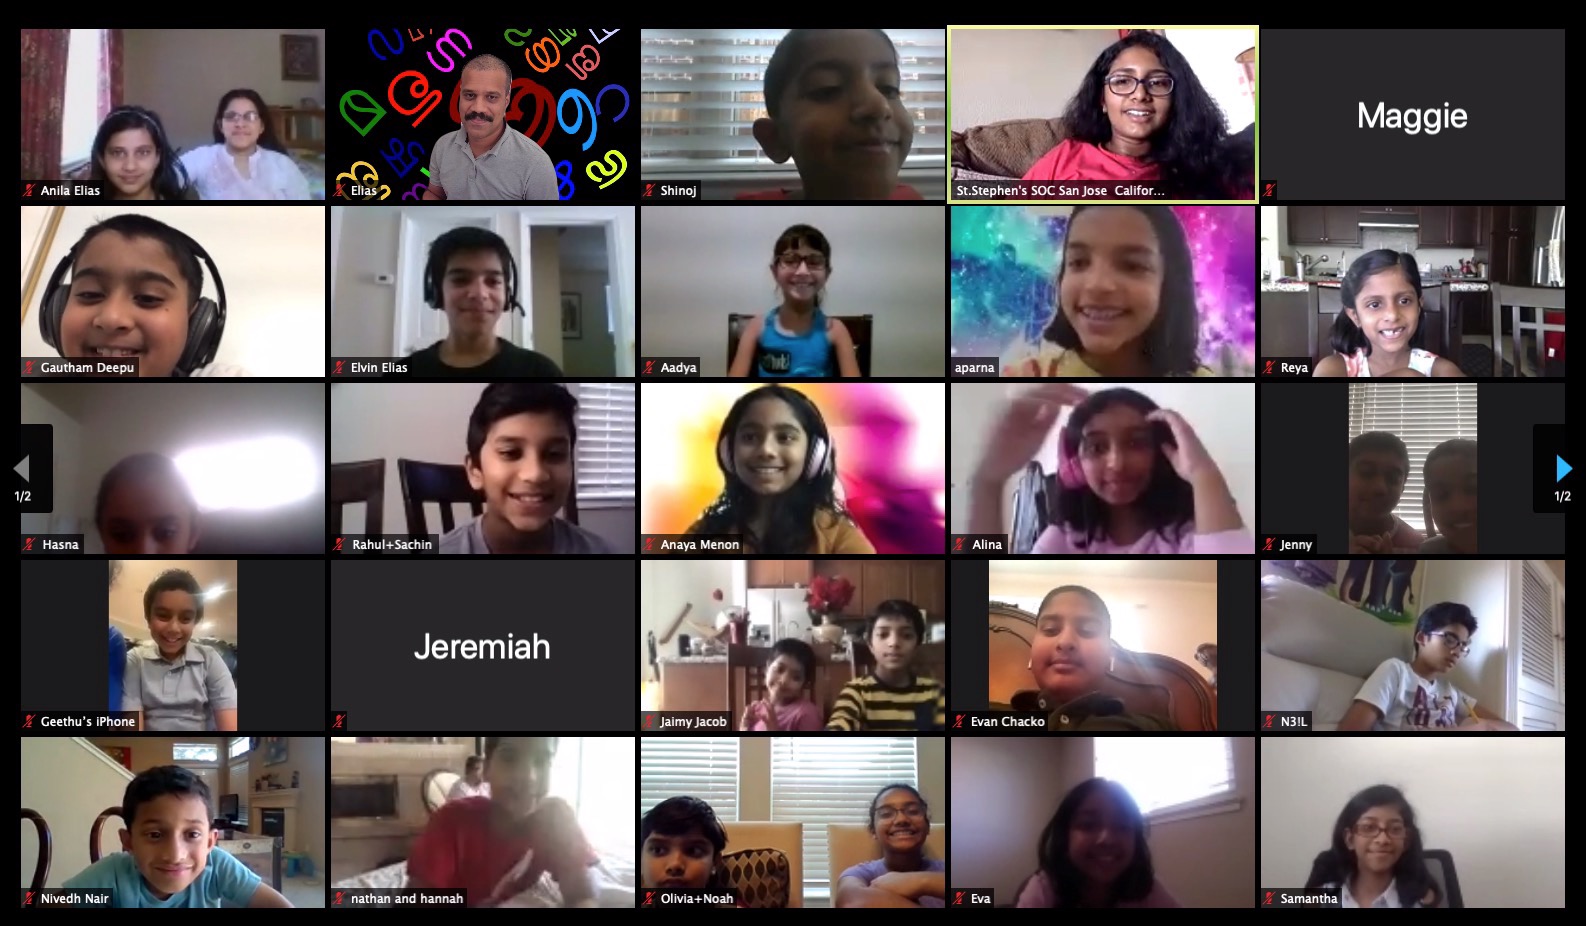 Anila Elias
Elias
Shinoj
St.Stephen's SOC San Jose Califor...
Maggie
Gautham Deepu
Elvin Elias
Aadya
aparna
Reya
1/2
Hasna
Rahul+Sachin
Anaya Menon
Alina
Jenny
1/2
Geethu's iPhone
Jeremiah
Jaimy Jacob
Evan Chacko
N3!L
Nivedh Nair
nathan and hannah
Olivia+Noah
Eva
Samantha